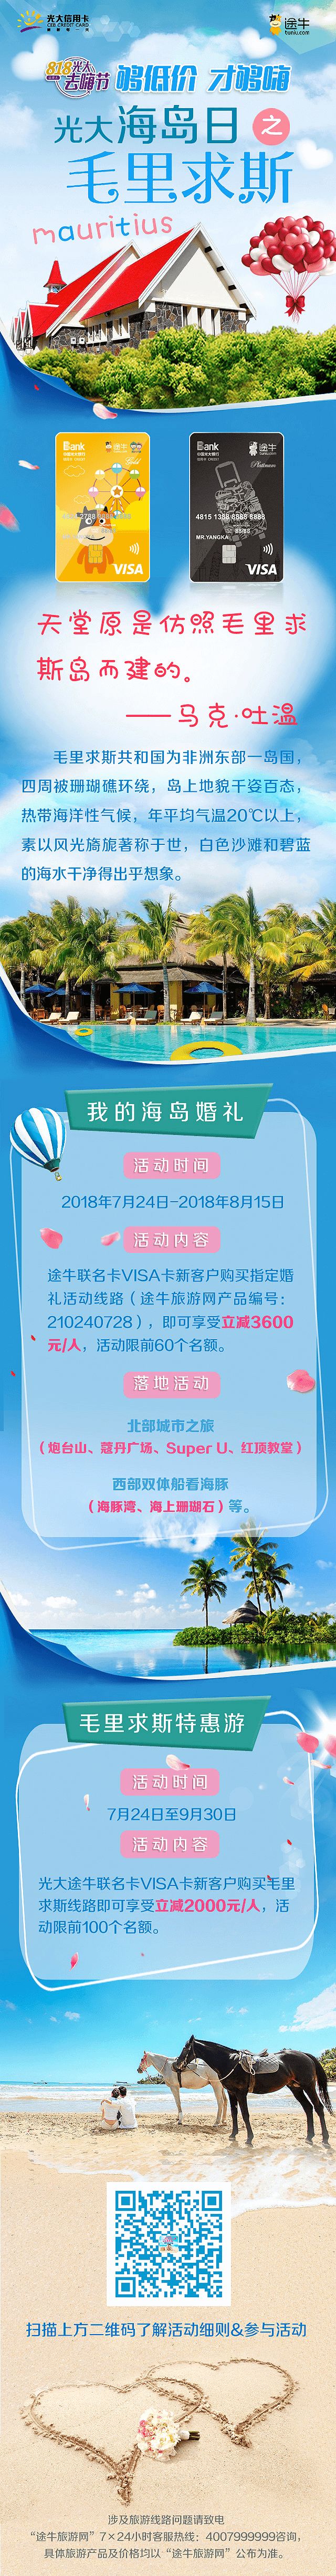 光大信用卡
CEB CREDIT CARD
途牛
tuniu.com
818光大
去嗨节
够低价 才够嗨
光大海岛日之
毛里求斯
mauritius
Bank
途牛
Gold
VISA
Bank
途牛
Platinum
4815 1388 8888 8888
MR.YANGKA
VISA
天堂原是仿照毛里求
斯岛而建的。
——马克·吐温
毛里求斯共和国为非洲东部一岛国，
四周被珊瑚礁环绕，岛上地貌千姿百态，
热带海洋性气候，年平均气温20℃以上，
素以风光旖旎著称于世，白色沙滩和碧蓝
的海水干净得出乎想象。
我的海岛婚礼
活动时间
2018年7月24日-2018年8月15日
活动内容
途牛联名卡VISA卡新客户购买指定婚
礼活动线路（途牛旅游网产品编号：
210240728），即可享受立减3600
元/人，活动限前60个名额。
落地活动
北部城市之旅
（炮台山、蔻丹广场、Super U、红顶教堂）
西部双体船看海豚
（海豚湾、海上珊瑚石）等。
毛里求斯特惠游
活动时间
7月24日至9月30日
活动内容
光大途牛联名卡VISA卡新客户购买毛里
求斯线路即可享受立减2000元/人，活
动限前100个名额。
扫描上方二维码了解活动细则&参与活动
涉及旅游线路问题请致电
“途牛旅游网”7×24小时客服热线：4007999999咨询，
具体旅游产品及价格均以“途牛旅游网”公布为准。